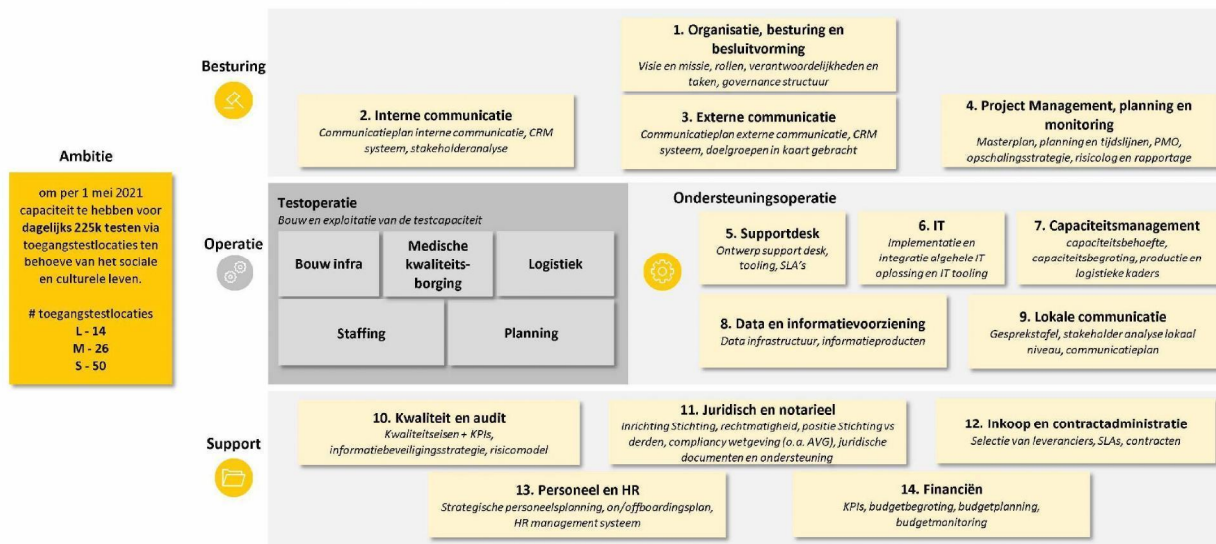 Besturing
1. Organisatie, besturing en
besluitvorming
Visie en missie, rollen, verantwoordelijkheden en
taken, governance structuur
2. Interne communicatie
Communicatieplan interne communicatie, CRM
systeem, stakeholderanalyse
3. Externe communicatie
Communicatieplan externe communicatie, CRM
systeem, doelgroepen in kaart gebracht
4. Project Management, planning en
monitoring
Masterplan, planning en tijdslijnen, PMO,
opschalingsstrategie, risicolog en rapportage
Ambitie
om per 1 mei 2021
capaciteit te hebben voor
dagelijks 225k testen via
toegangstestlocaties ten
behoeve van het sociale
en culturele leven.
# toegangstestlocaties
L - 14
M - 26
S - 50
Operatie
Testoperatie
Bouw en exploitatie van de testcapaciteit
Bouw infra
Medische
kwaliteits-
borging
Logistiek
Staffing
Planning
Ondersteuningsoperatie
5. Supportdesk
Ontwerp support desk,
tooling, SLA's
6. IT
Implementatie en
integratie algehele IT
oplossing en IT tooling
7. Capaciteitsmanagement
capaciteitsbehoefte,
capaciteitsbegroting, productie en
logistieke kaders
8. Data en informatievoorziening
Data infrastructuur, informatieproducten
9. Lokale communicatie
Gesprekstafel, stakeholder analyse lokaal
niveau, communicatieplan
Support
10. Kwaliteit en audit
Kwaliteitseisen + KPIs,
informatiebeveiligingsstrategie, risicomodel
11. Juridisch en notarieel
Inrichting Stichting, rechtmatigheid, positie Stichting vs
derden, compliancy wetgeving (o.a. AVG), juridische
documenten en ondersteuning
12. Inkoop en contractadministratie
Selectie van leveranciers, SLAs, contracten
13. Personeel en HR
Strategische personeelsplanning, on/offboardingsplan,
HR management systeem
14. Financiën
KPIs, budgetbegroting, budgetplanning,
budgetmonitoring